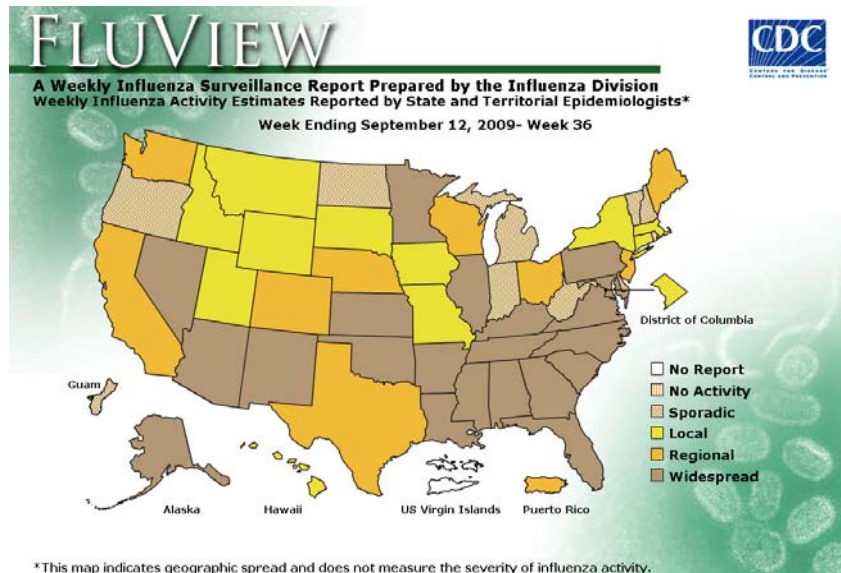 FLUVIEW
CDC
CENTERS FOR DISEASE
CONTROL AND PREVENTION
A Weekly Influenza Surveillance Report Prepared by the Influenza Division
Weekly Influenza Activity Estimates Reported by State and Territorial Epidemiologists*
Week Ending September 12, 2009- Week 36
District of Columbia
No Report
No Activity
Sporadic
Local
Regional
Widespread
Guam
Alaska
Hawaii
US Virgin Islands
Puerto Rico
*This map indicates geographic spread and does not measure the severity of influenza activity.